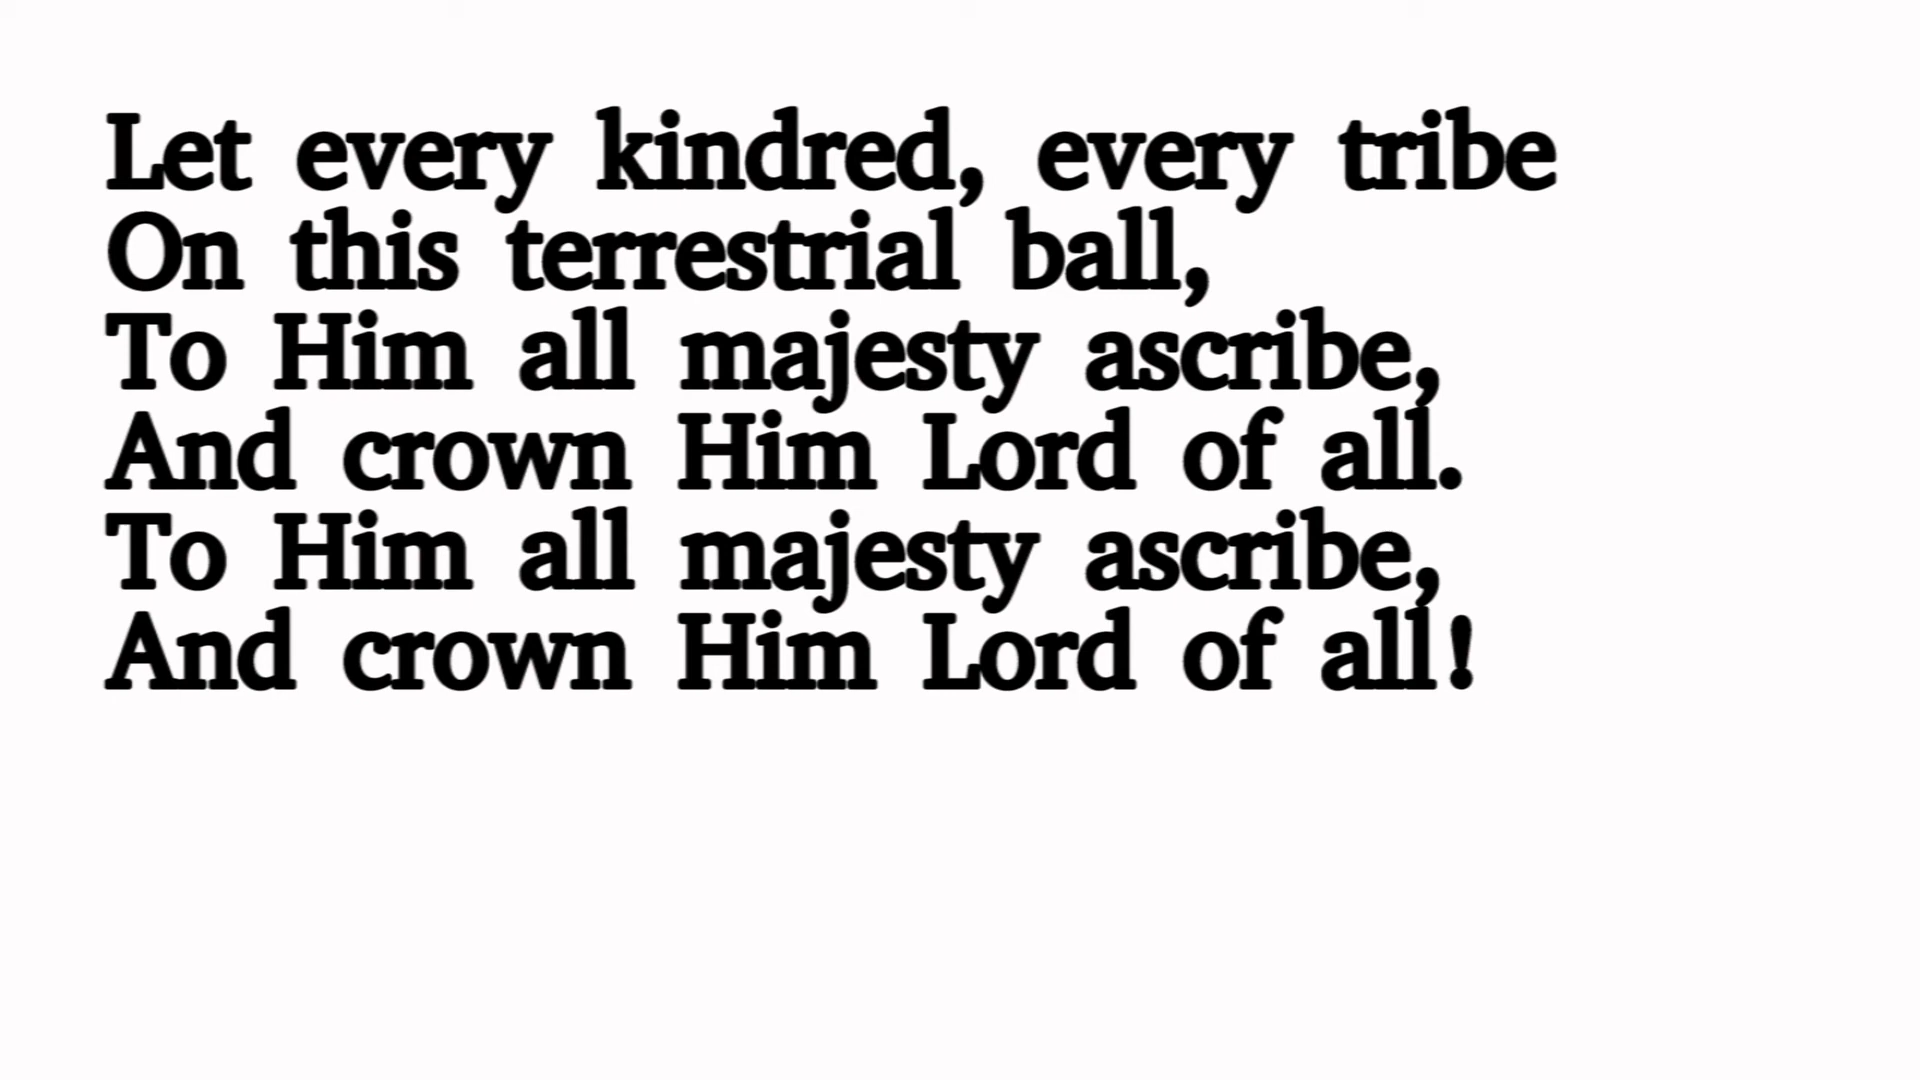 Let every kindred, every tribe
On this terrestrial ball,
To Him all majesty ascribe,
And crown Him Lord of all.
To Him all majesty ascribe,
And crown Him Lord of all!